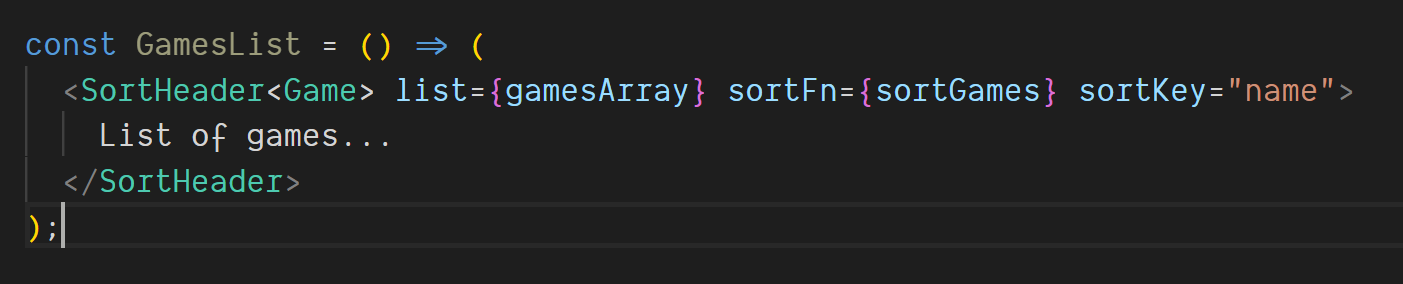 const GamesList = () => (
<SortHeader<Game> list={gamesArray} sortFn={sortGames} sortKey="name">
List of games...
</SortHeader>
);